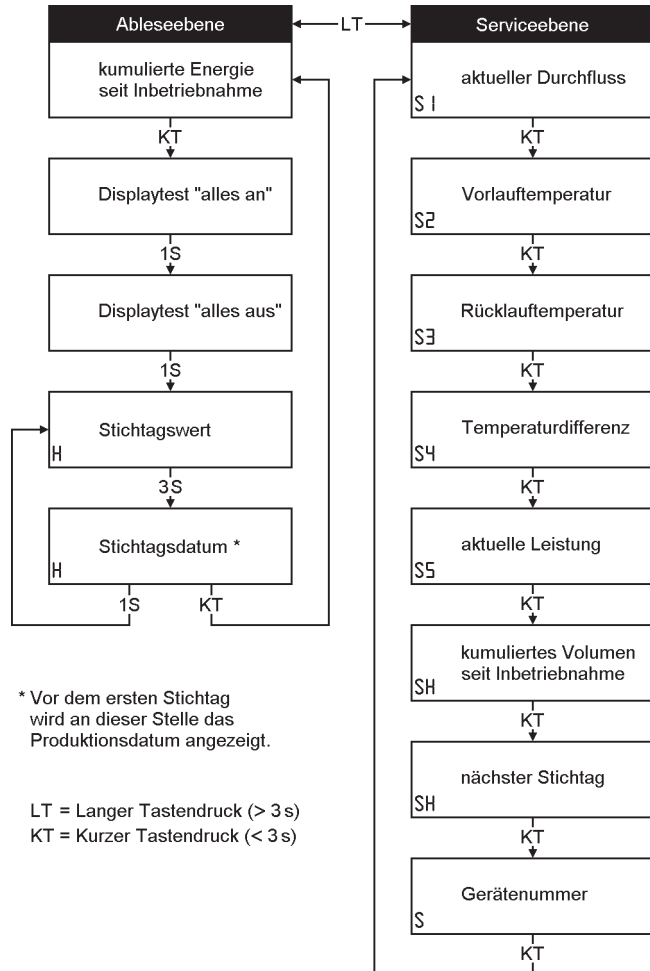 Ableseebene
LT
Serviceebene
kumulierte Energie
seit Inbetriebnahme
KT
Displaytest "alles an"
1S
Displaytest "alles aus"
1S
Stichtagswert
H
3S
Stichtagsdatum *
H
1S
KT
* Vor dem ersten Stichtag
wird an dieser Stelle das
Produktionsdatum angezeigt.
LT = Langer Tastendruck (> 3 s)
KT = Kurzer Tastendruck (< 3 s)
aktueller Durchfluss
S1
KT
Vorlauftemperatur
S2
KT
Rücklauftemperatur
S3
KT
Temperaturdifferenz
S4
KT
aktuelle Leistung
S5
KT
kumuliertes Volumen
seit Inbetriebnahme
SH
KT
nächster Stichtag
SH
KT
Gerätenummer
S
KT